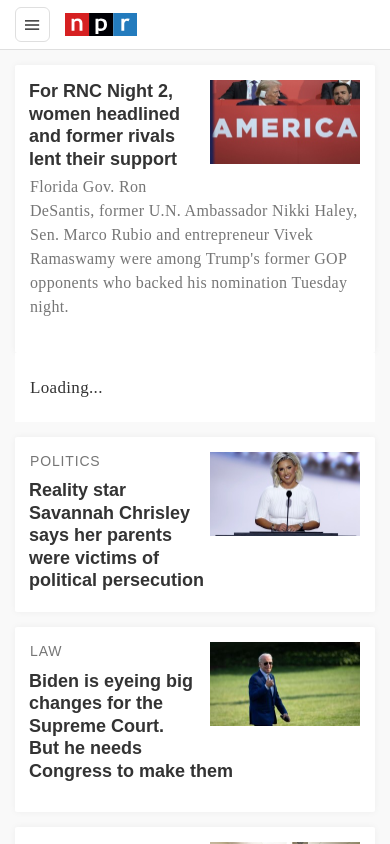 npr
For RNC Night 2,
women headlined
and former rivals
lent their support
AMERICA
Florida Gov. Ron
DeSantis, former U.N. Ambassador Nikki Haley,
Sen. Marco Rubio and entrepreneur Vivek
Ramaswamy were among Trump's former GOP
opponents who backed his nomination Tuesday
night.
Loading...
POLITICS
Reality star
Savannah Chrisley
says her parents
were victims of
political persecution
LAW
Biden is eyeing big
changes for the
Supreme Court.
But he needs
Congress to make them